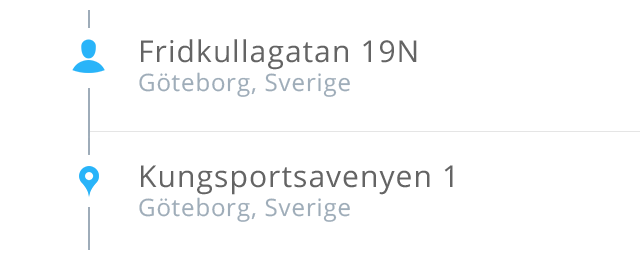 Fridkullagatan 19N
Göteborg, Sverige
Kungsportsavenyen 1
Göteborg, Sverige